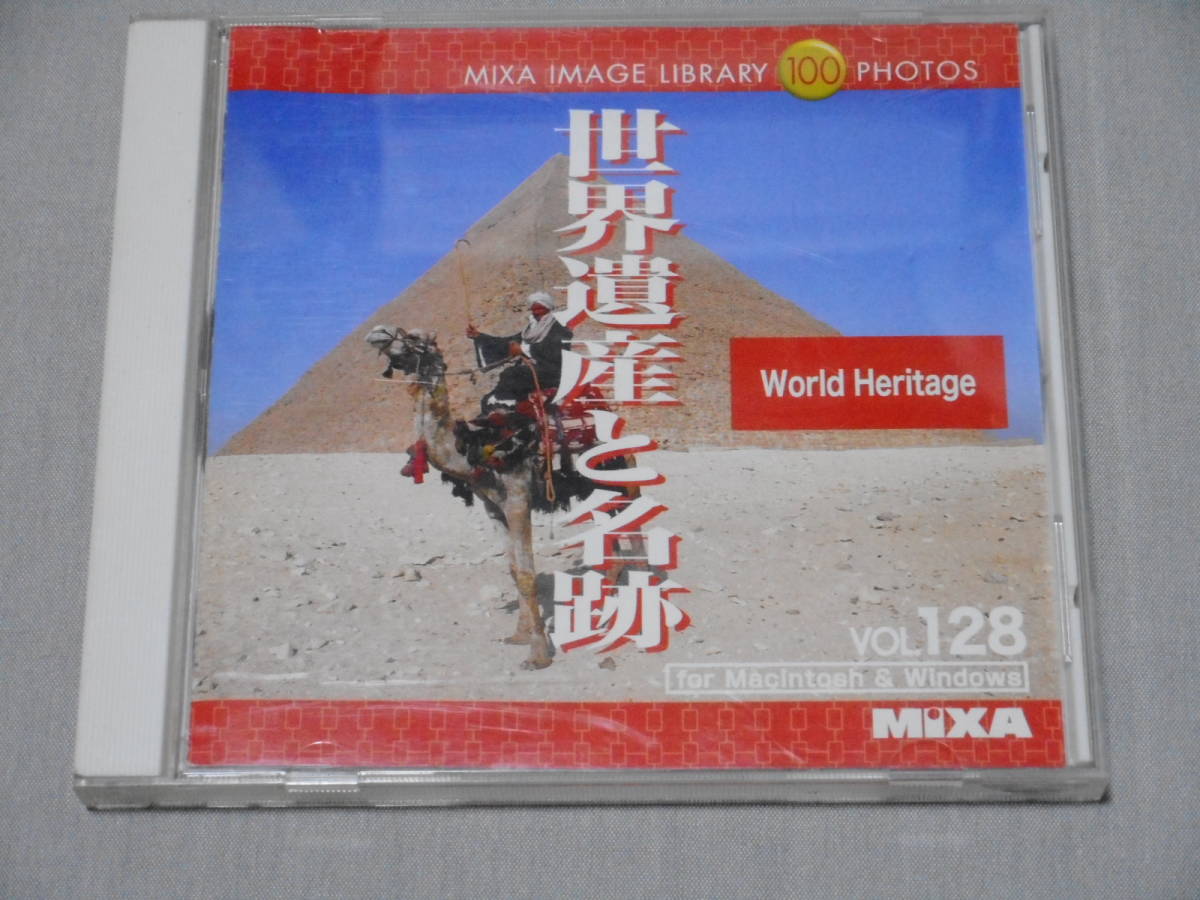 MIXA IMAGE LIBRARY 100 PHOTOS
世界遺産と名跡
World Heritage
VOL.128
for Macintosh & Windows
MIXA